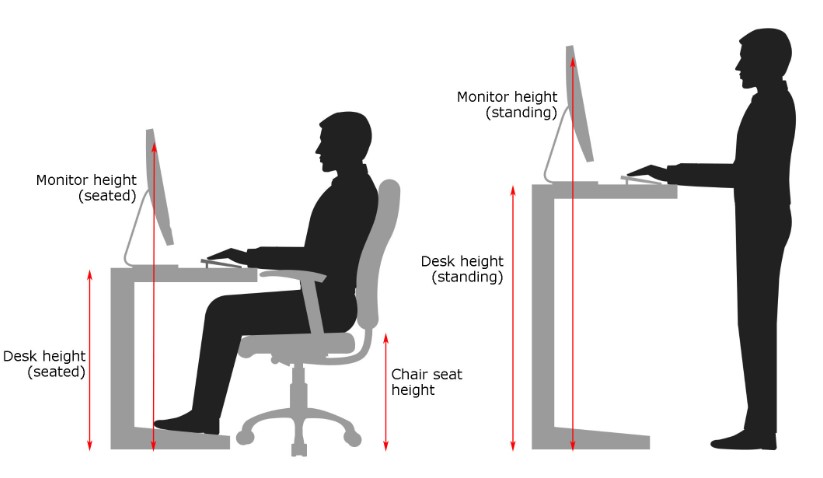 Monitor height
(seated)
Desk height
(seated)
Chair seat
height
Monitor height
(standing)
Desk height
(standing)